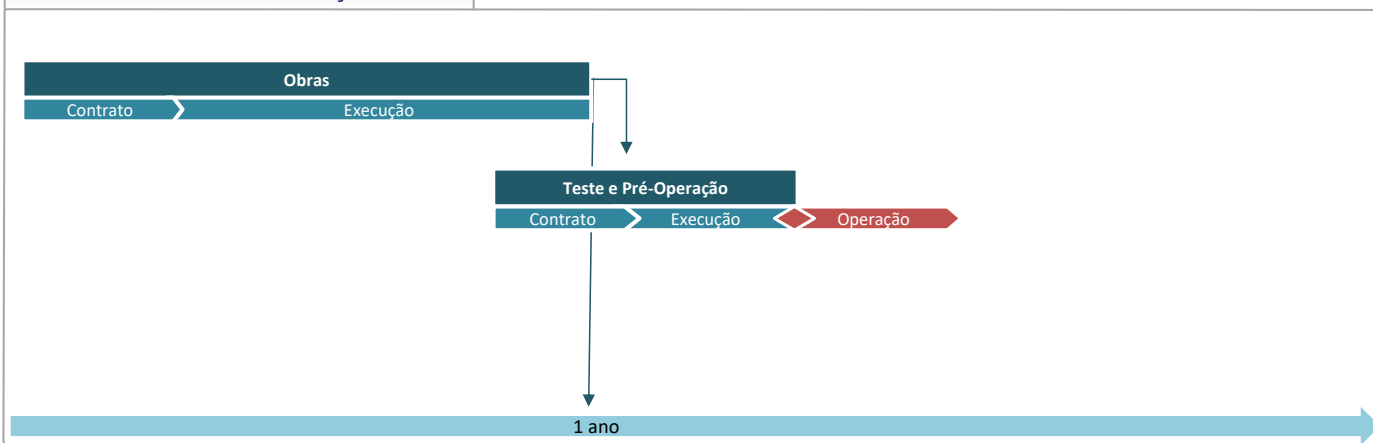 Obras
Contrato
Execução
Teste e Pré-Operação
Contrato
Execução
Operação
1 ano